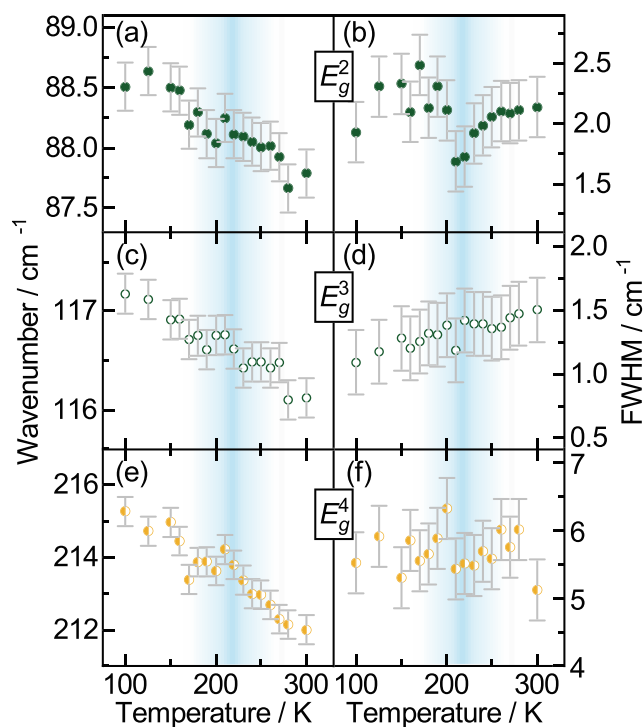 (a)
89.0
88.5
88.0
87.5
(b)
E_g^2
2.5
2.0
1.5
(c)
117
116
(d)
E_g^3
2.0
1.5
1.0
0.5
(e)
216
214
212
(f)
E_g^4
7
6
5
4
Wavenumber / cm⁻¹
FWHM / cm⁻¹
100 200 300
100 200 300
Temperature / K
Temperature / K